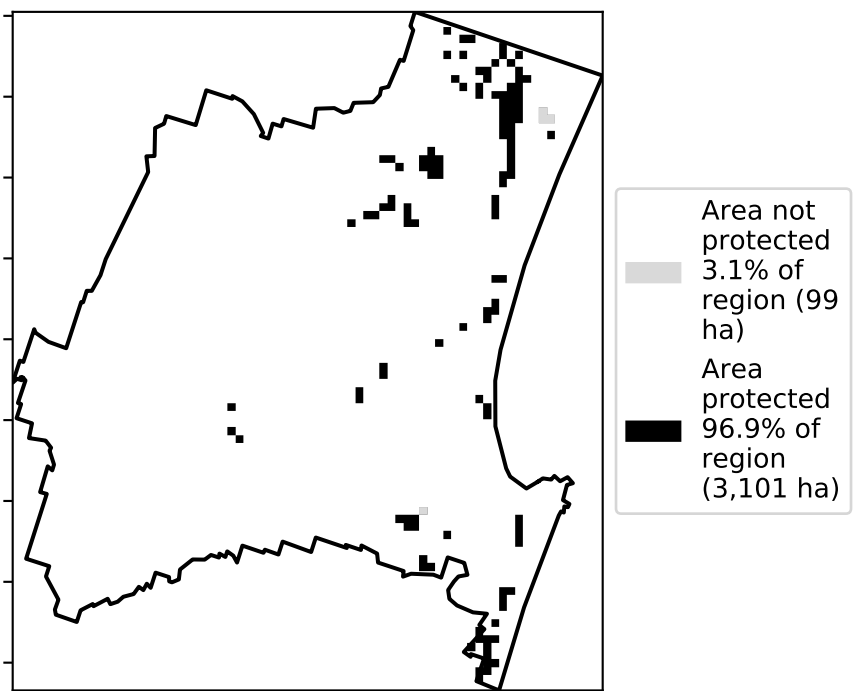 Area not
protected
3.1% of
region (99
ha)
Area
protected
96.9% of
region
(3,101 ha)